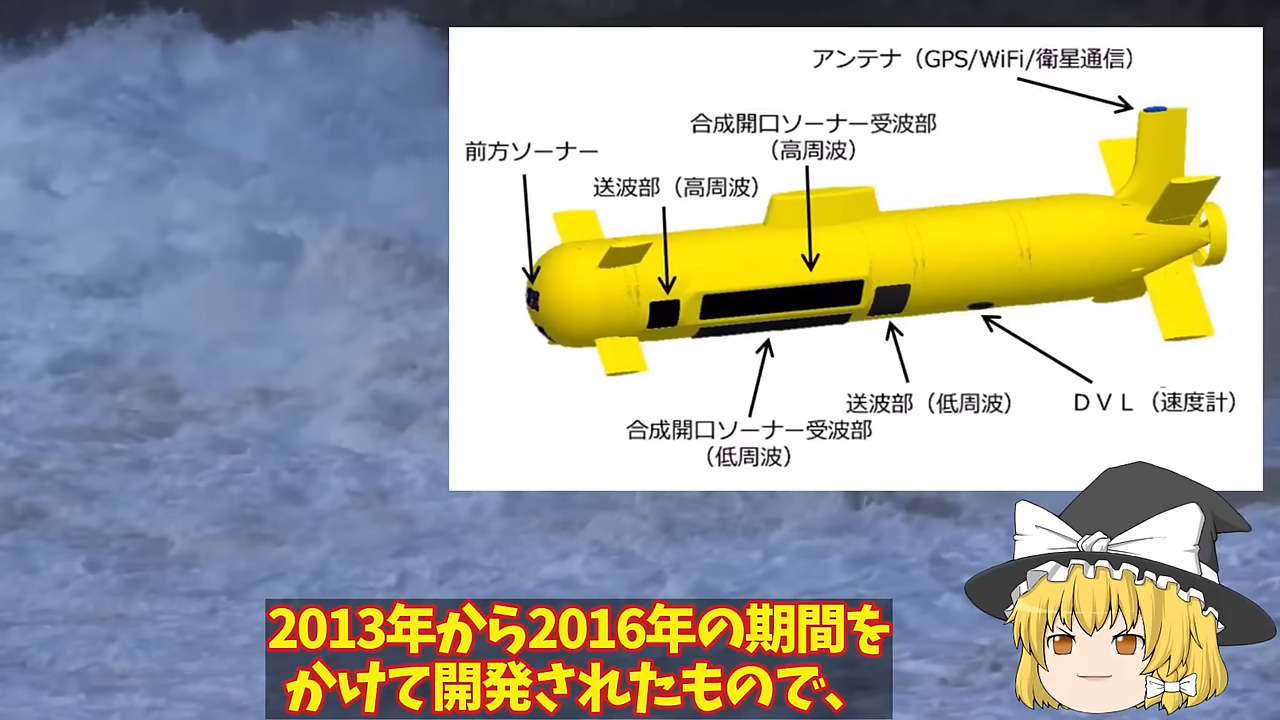 アンテナ（GPS/WiFi/衛星通信）
合成開口ソーナー受波部
（高周波）
前方ソーナー
送波部（高周波）
送波部（低周波）
ＤＶＬ（速度計）
合成開口ソーナー受波部
（低周波）
2013年から2016年の期間を
かけて開発されたもので、